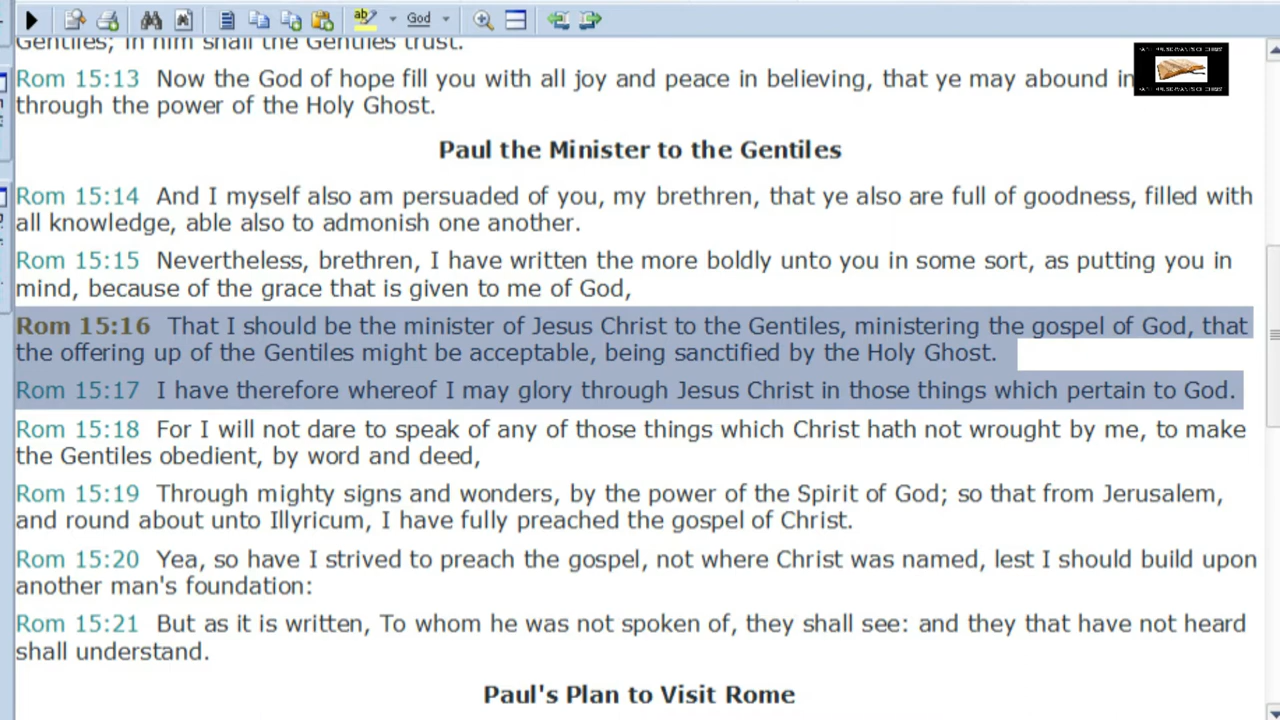 God
Gentiles; in him shall the Gentiles trust.
Rom 15:13 Now the God of hope fill you with all joy and peace in believing, that ye may abound in
through the power of the Holy Ghost.
Paul the Minister to the Gentiles
Rom 15:14 And I myself also am persuaded of you, my brethren, that ye also are full of goodness, filled with
all knowledge, able also to admonish one another.
Rom 15:15 Nevertheless, brethren, I have written the more boldly unto you in some sort, as putting you in
mind, because of the grace that is given to me of God,
Rom 15:16 That I should be the minister of Jesus Christ to the Gentiles, ministering the gospel of God, that
the offering up of the Gentiles might be acceptable, being sanctified by the Holy Ghost.
Rom 15:17 I have therefore whereof I may glory through Jesus Christ in those things which pertain to God.
Rom 15:18 For I will not dare to speak of any of those things which Christ hath not wrought by me, to make
the Gentiles obedient, by word and deed,
Rom 15:19 Through mighty signs and wonders, by the power of the Spirit of God; so that from Jerusalem,
and round about unto Illyricum, I have fully preached the gospel of Christ.
Rom 15:20 Yea, so have I strived to preach the gospel, not where Christ was named, lest I should build upon
another man's foundation:
Rom 15:21 But as it is written, To whom he was not spoken of, they shall see: and they that have not heard
shall understand.
Paul's Plan to Visit Rome